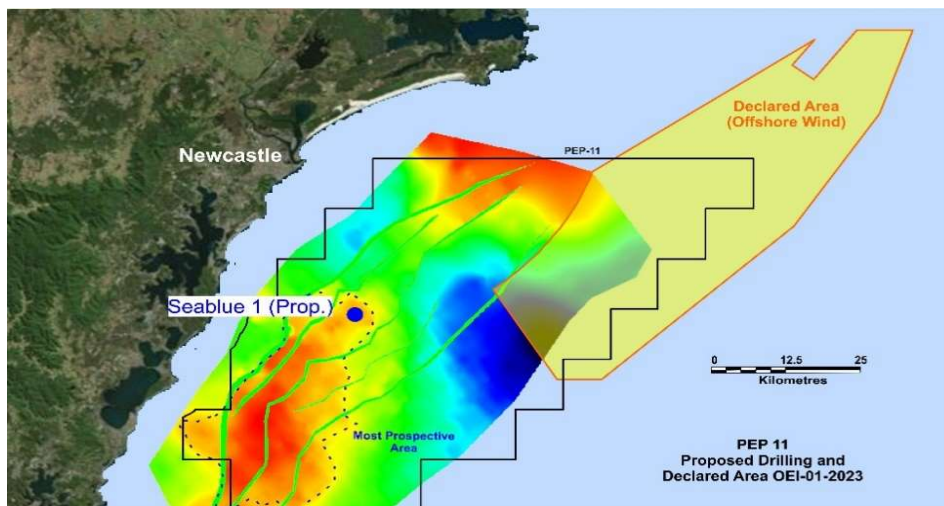 Declared Area
(Offshore Wind)
PEP-11
Newcastle
Seablue 1 (Prop.)
0 12.5 25
Kilometres
Most Prospective
Area
PEP 11
Proposed Drilling and
Declared Area OEI-01-2023